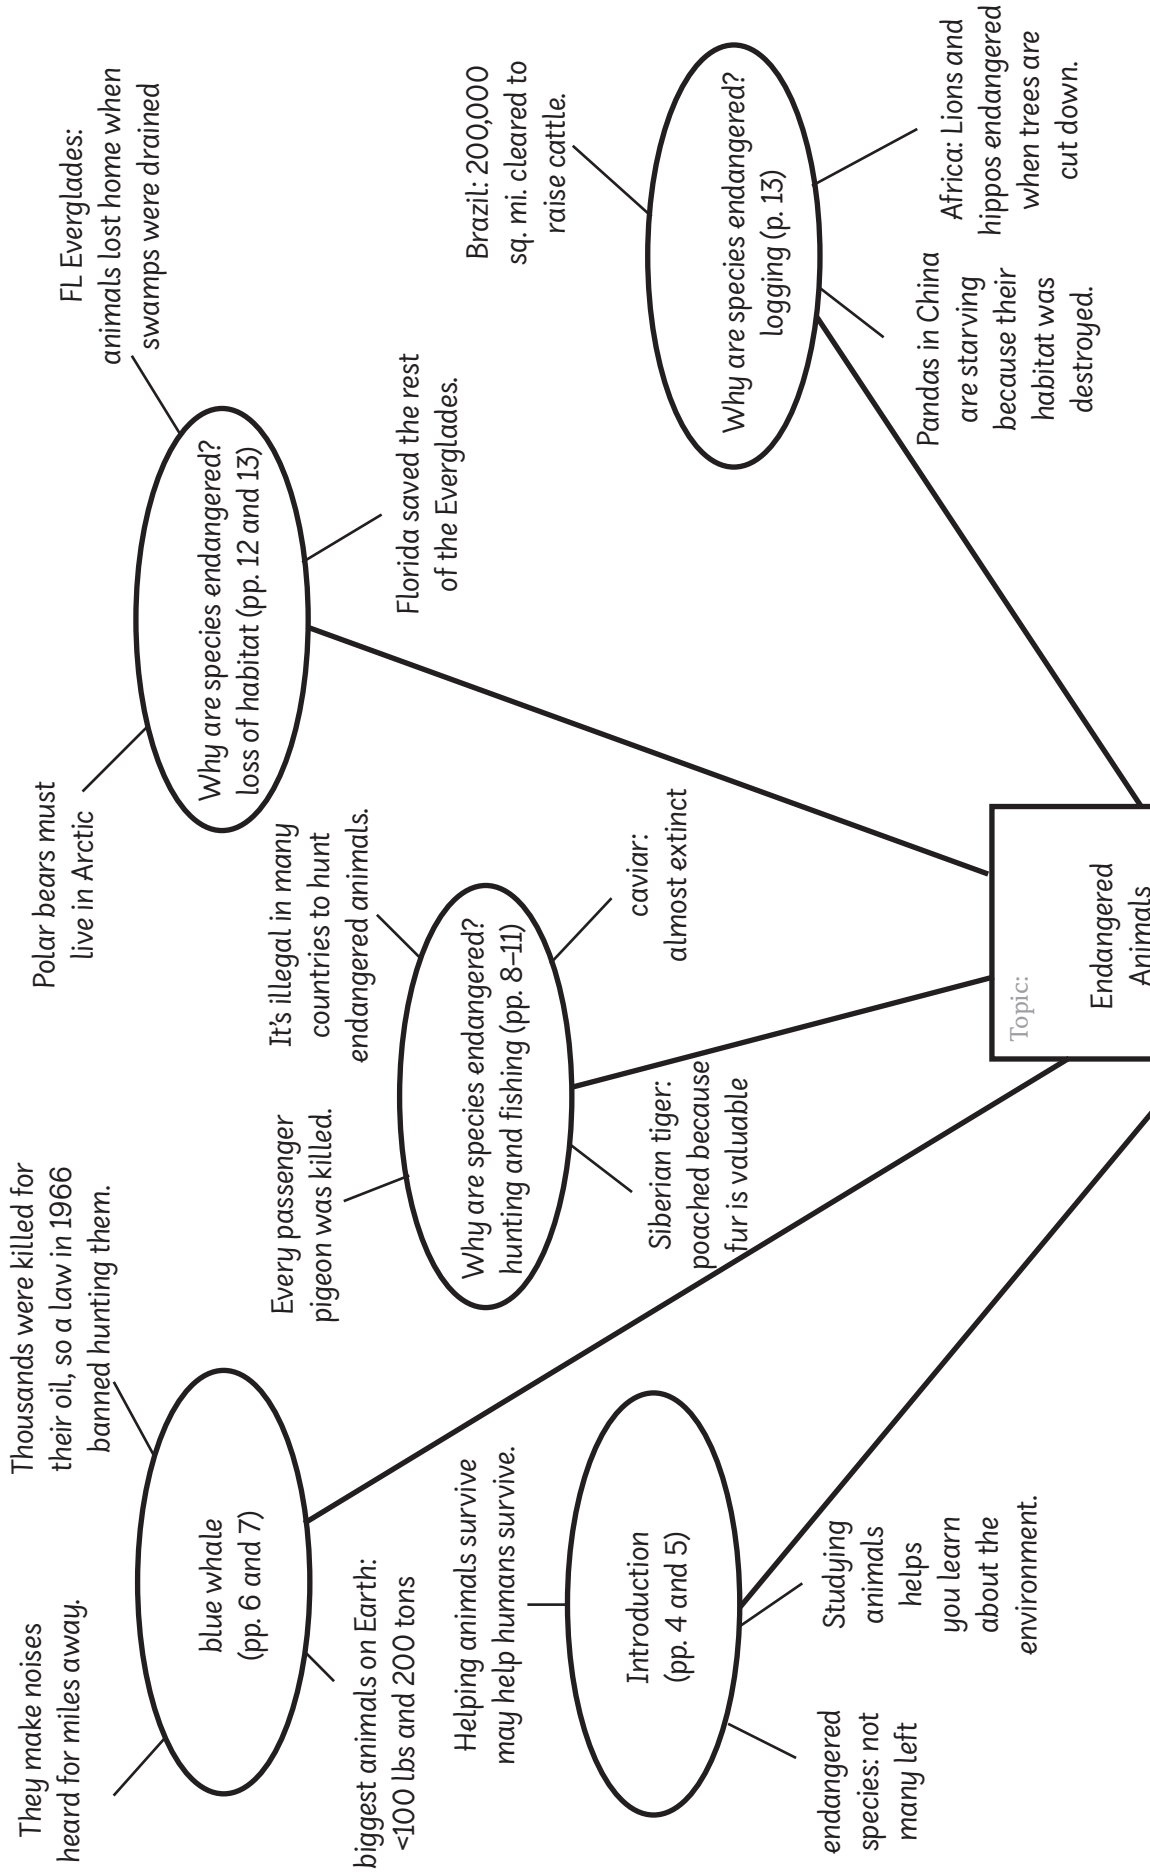 They make noises
heard for miles away.
Thousands were killed for
their oil, so a law in 1966
banned hunting them.
blue whale
(pp. 6 and 7)
biggest animals on Earth:
<100 lbs and 200 tons
Helping animals survive
may help humans survive.
Introduction
(pp. 4 and 5)
endangered
species: not
many left
Studying
animals
helps
you learn
about the
environment.
Every passenger
pigeon was killed.
It's illegal in many
countries to hunt
endangered animals.
Why are species endangered?
hunting and fishing (pp. 8–11)
Siberian tiger:
poached because
fur is valuable
caviar:
almost extinct
Polar bears must
live in Arctic
FL Everglades:
animals lost home when
swamps were drained
Why are species endangered?
loss of habitat (pp. 12 and 13)
Florida saved the rest
of the Everglades.
Brazil: 200,000
sq. mi. cleared to
raise cattle.
Why are species endangered?
logging (p. 13)
Pandas in China
are starving
because their
habitat was
destroyed.
Africa: Lions and
hippos endangered
when trees are
cut down.
Topic:
Endangered
Animals